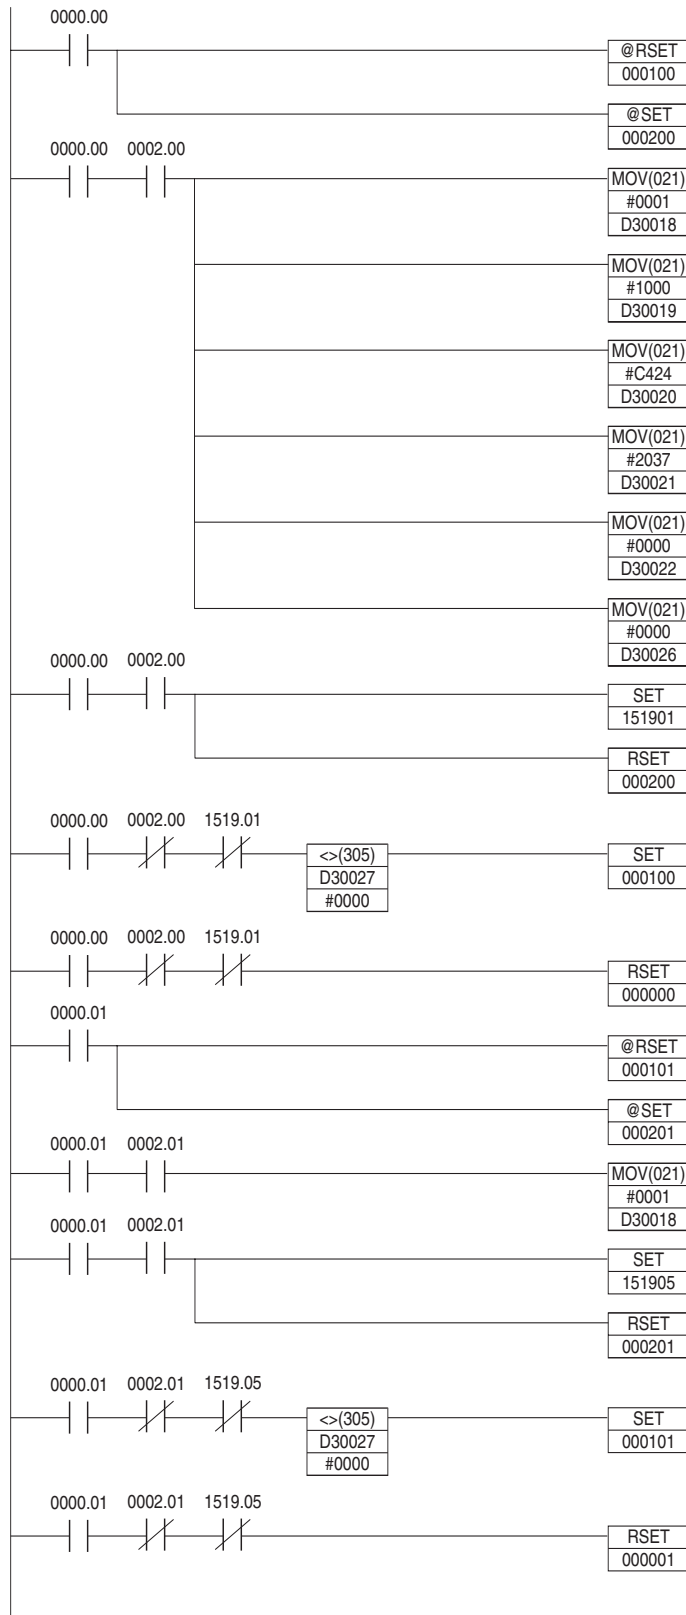 0000.00
@RSET
000100
@SET
000200
0000.00 0002.00
MOV(021)
#0001
D30018
MOV(021)
#1000
D30019
MOV(021)
#C424
D30020
MOV(021)
#2037
D30021
MOV(021)
#0000
D30022
MOV(021)
#0000
D30026
0000.00 0002.00
SET
151901
RSET
000200
0000.00 0002.00 1519.01
<>(305)
D30027
#0000
SET
000100
0000.00 0002.00 1519.01
RSET
000000
0000.01
@RSET
000101
@SET
000201
0000.01 0002.01
MOV(021)
#0001
D30018
0000.01 0002.01
SET
151905
RSET
000201
0000.01 0002.01 1519.05
<>(305)
D30027
#0000
SET
000101
0000.01 0002.01 1519.05
RSET
000001